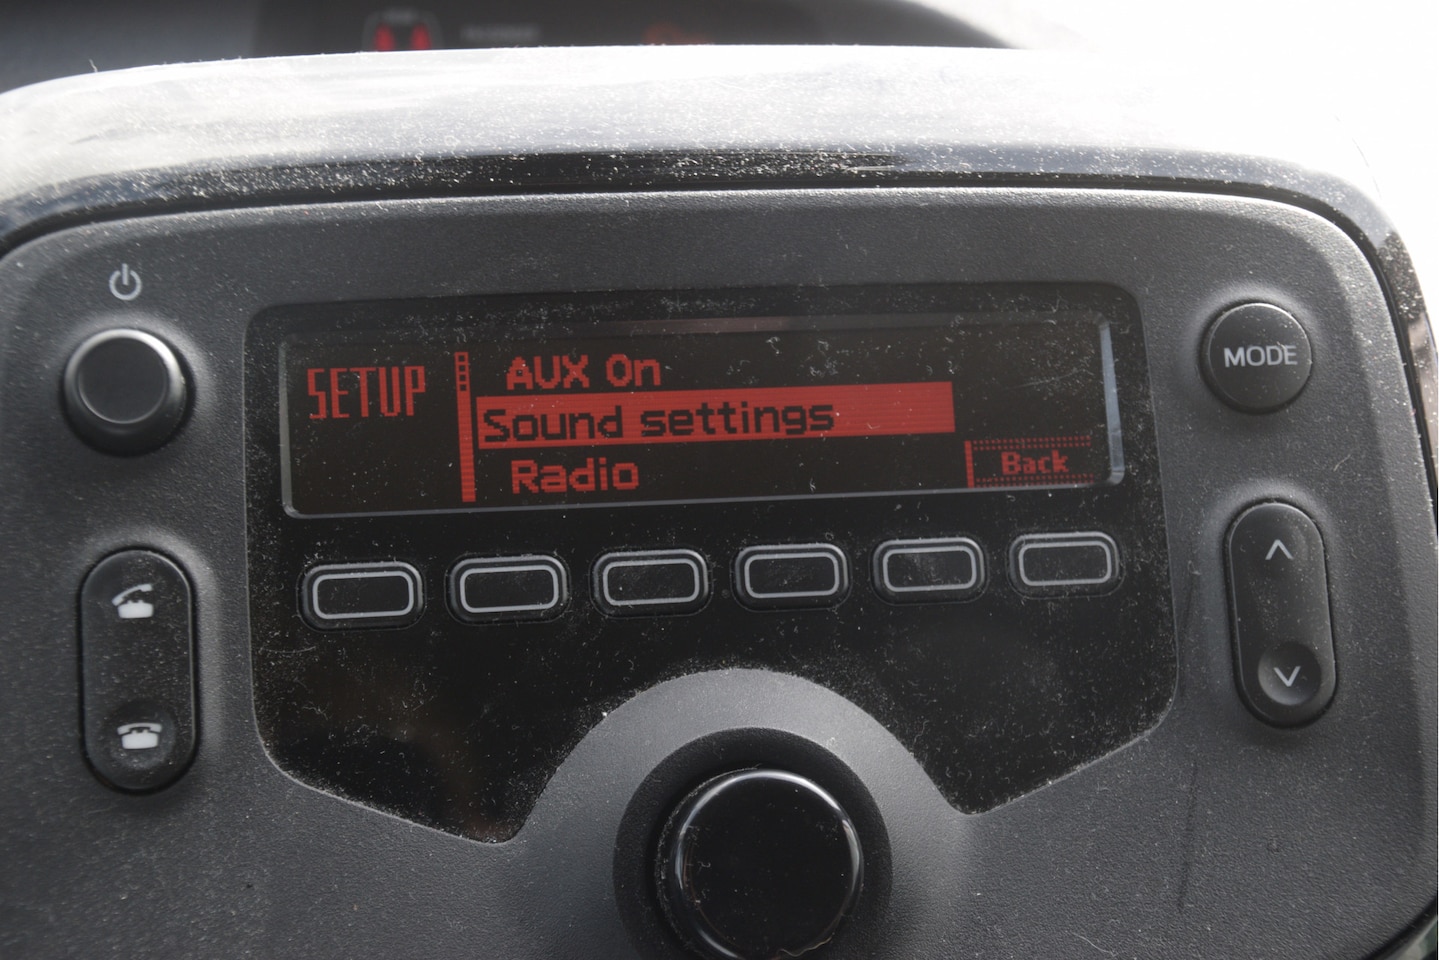 SETUP
AUX On
Sound settings
Radio
Back
MODE